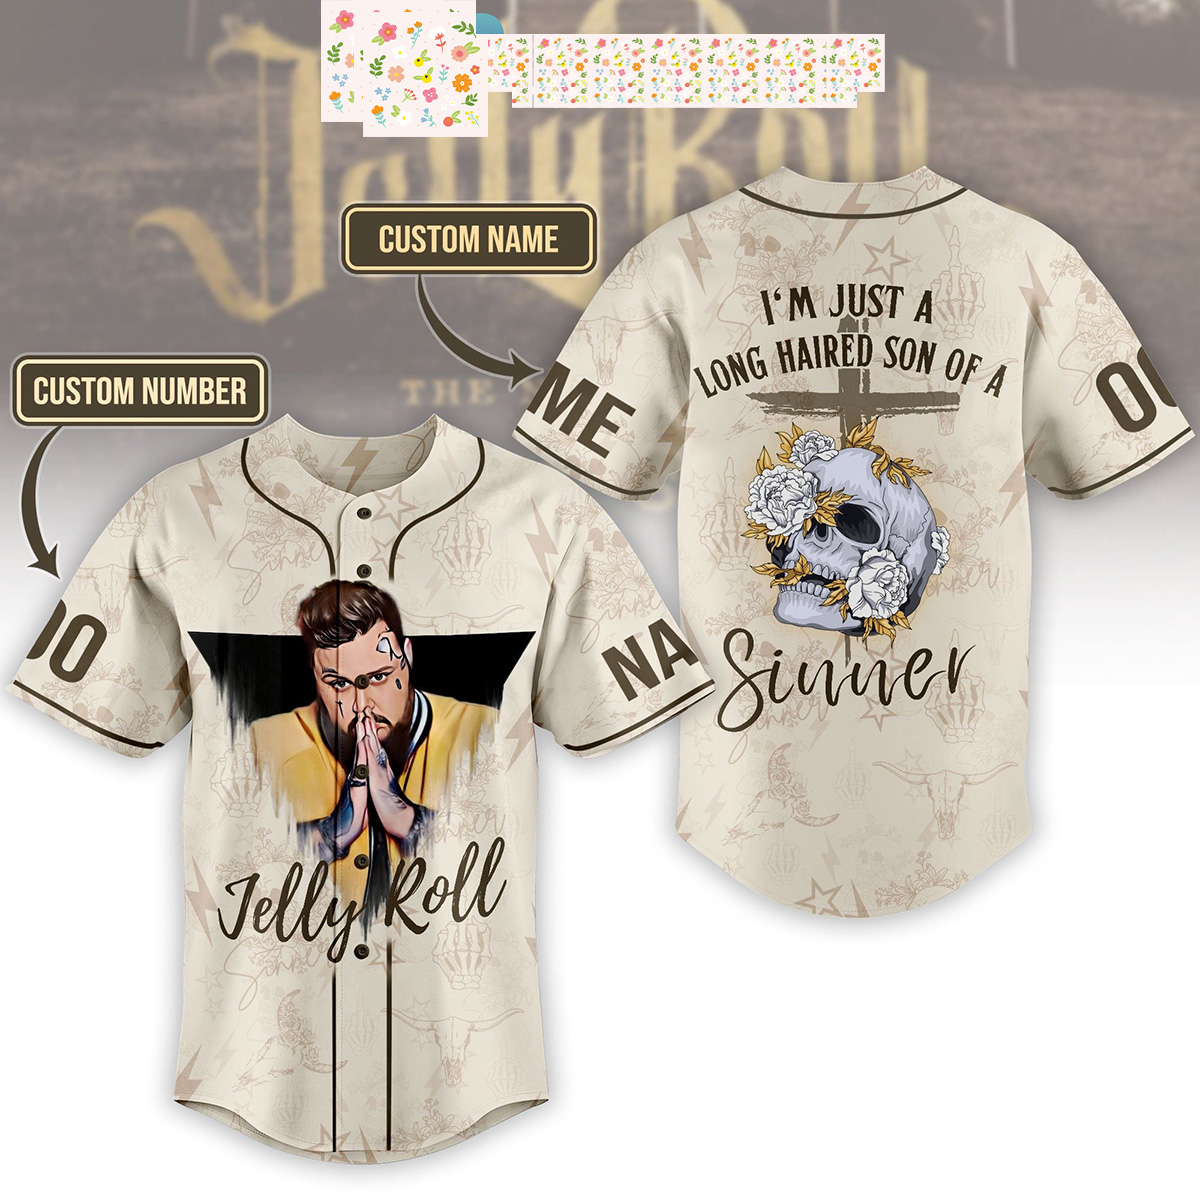 Jelly Roll
THE
CUSTOM NAME
CUSTOM NUMBER
I'M JUST A
LONG HAIRED SON OF A
Sinner
ME
00
00
NA
Jelly Roll